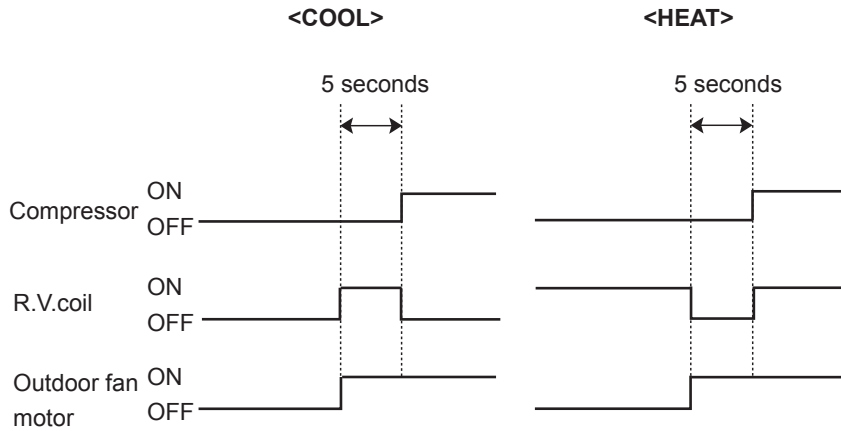 <COOL> <HEAT>
5 seconds 5 seconds
Compressor ON
OFF
R.V.coil ON
OFF
Outdoor fan ON
motor OFF